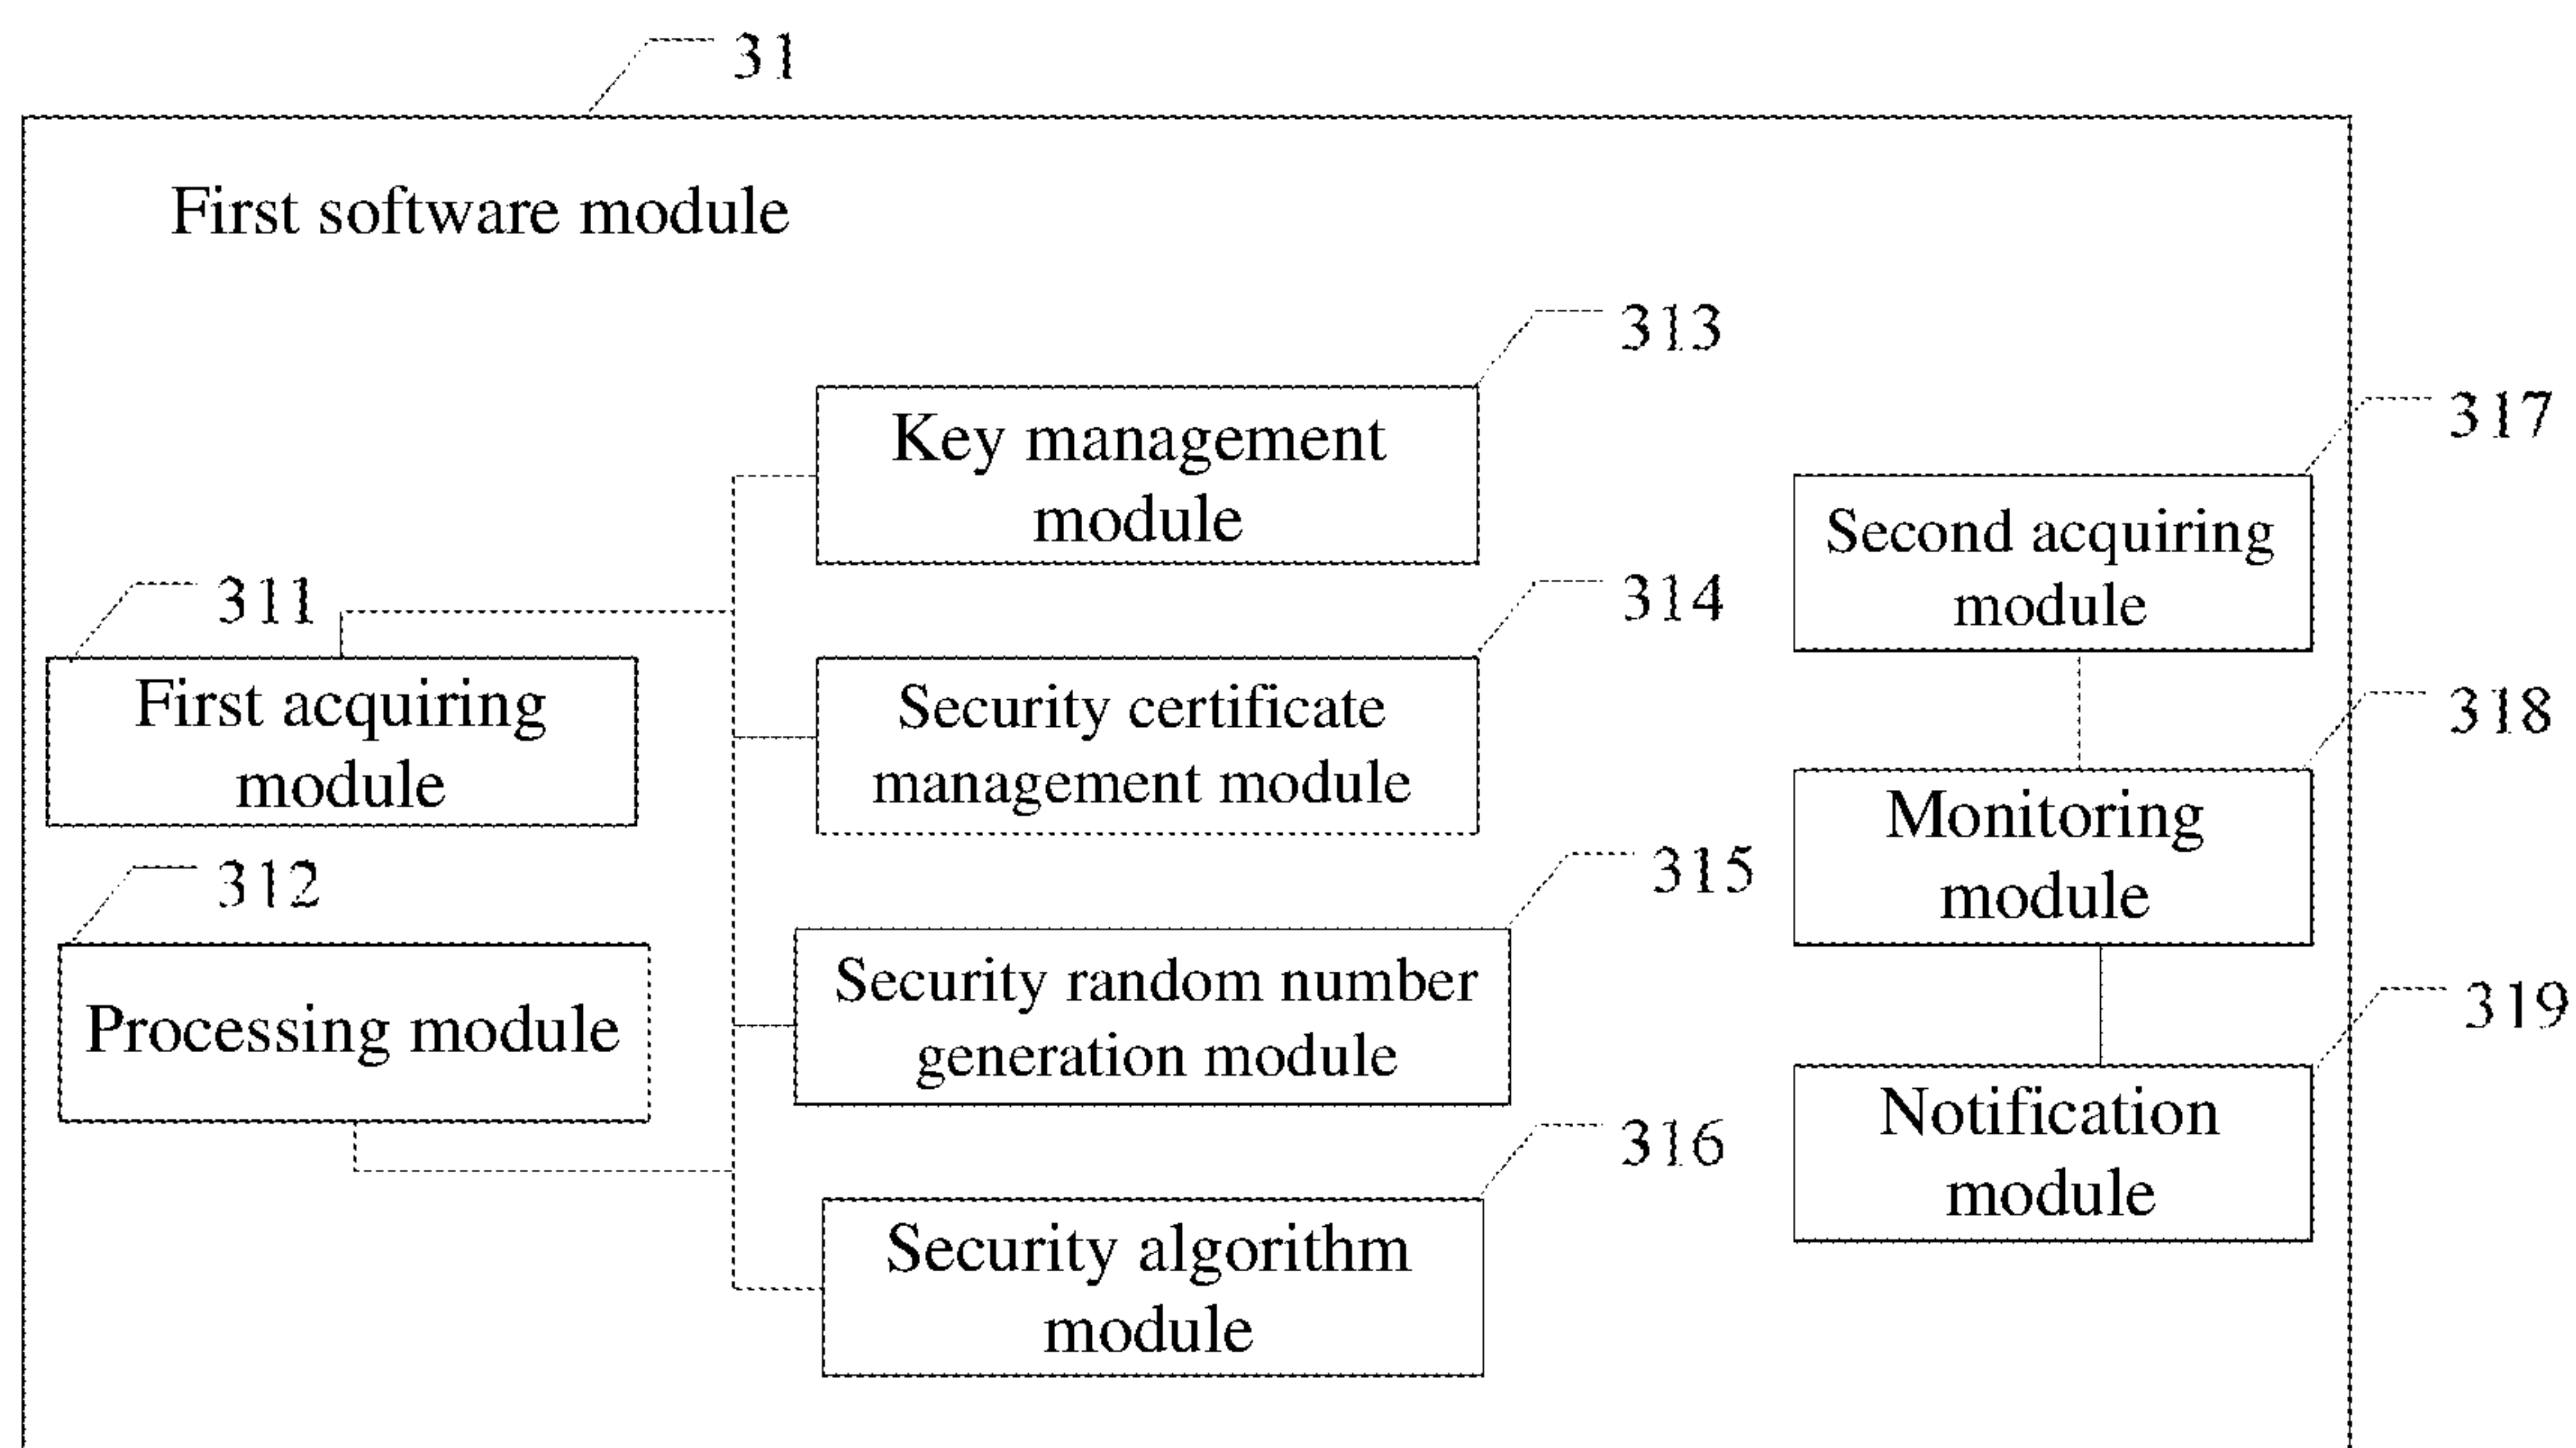 31
First software module
313
Key management
module
317
Second acquiring
module
311
First acquiring
module
314
Security certificate
management module
318
Monitoring
module
312
Processing module
315
Security random number
generation module
319
Notification
module
316
Security algorithm
module